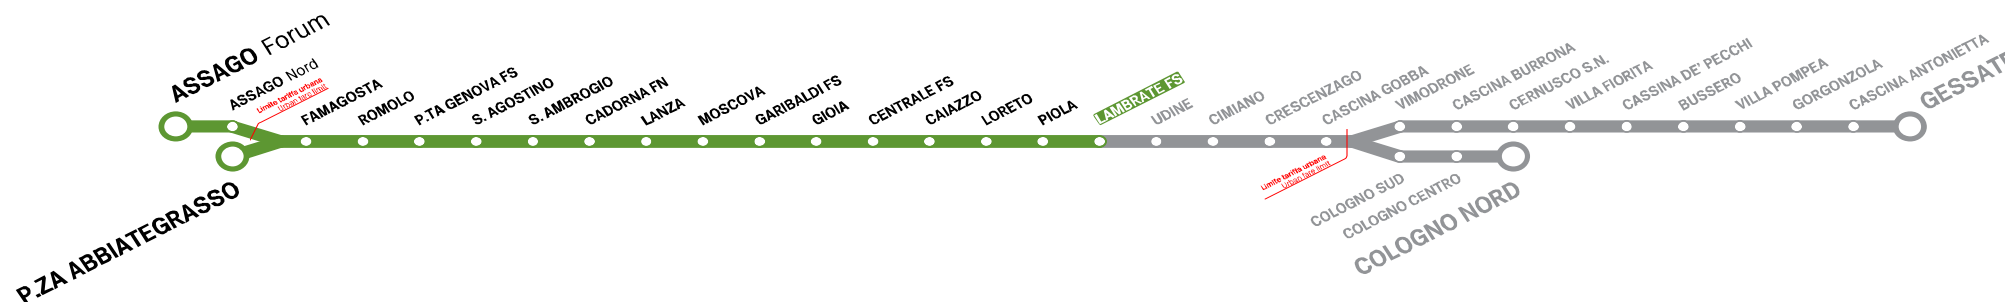 ASSAGO Forum
ASSAGO Nord
Limite tariffa urbana
Urban fare limit
P.ZA ABBIATEGRASSO
FAMAGOSTA
ROMOLO
P.TA GENOVA FS
S. AGOSTINO
S. AMBROGIO
CADORNA FN
LANZA
MOSCOVA
GARIBALDI FS
GIOIA
CENTRALE FS
CAIAZZO
LORETO
PIOLA
LAMBRATE FS
UDINE
CIMIANO
CRESCENZAGO
CASCINA GOBBA
Limite tariffa urbana
Urban fare limit
VIMODRONE
CASCINA BURRONA
CERNUSCO S.N.
VILLA FIORITA
CASSINA DE' PECCHI
BUSSERO
VILLA POMPEA
GORGONZOLA
CASCINA ANTONIETTA
GESSATE
COLOGNO SUD
COLOGNO CENTRO
COLOGNO NORD